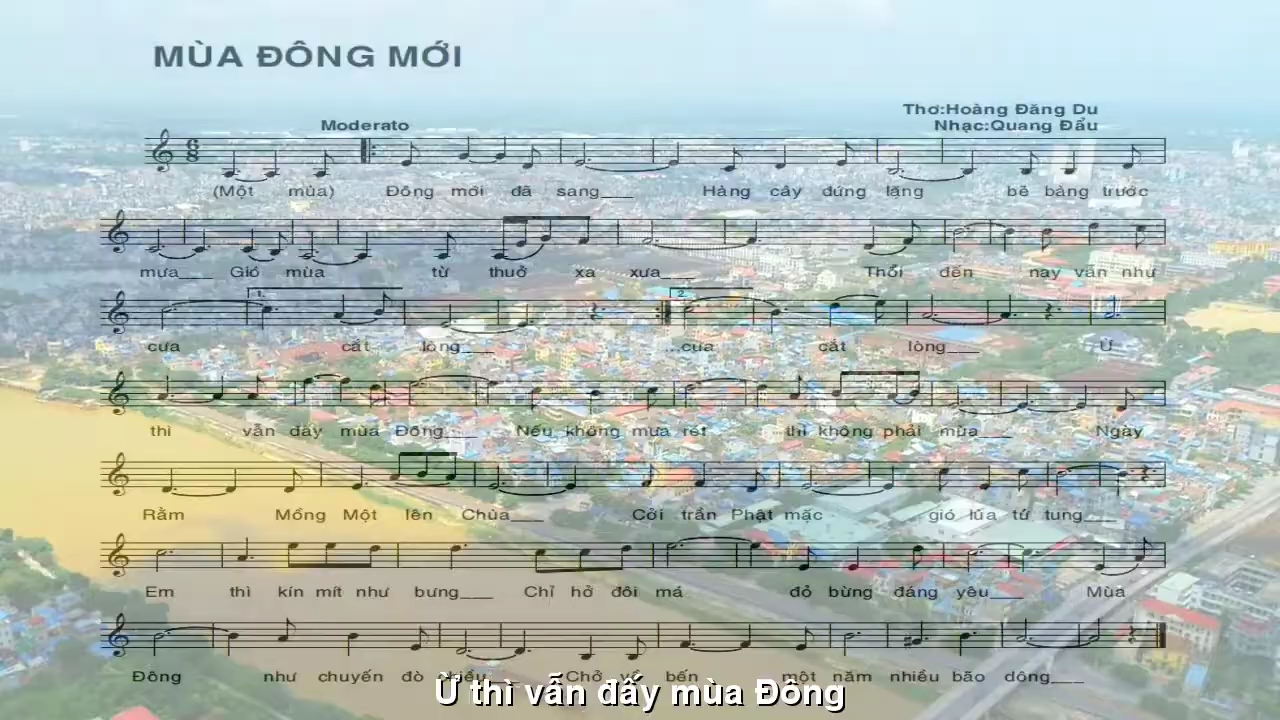 MÙA ĐÔNG MỚI
Thơ:Hoàng Đăng Du
Moderato
Nhạc:Quang Đẩu
(Một mùa) Đông mới đã sang___ Hàng cây đứng lặng bẽ bàng trước
mưa___ Gió mùa từ thuở xa xưa___ Thổi đến nay vẫn như
1.
2.
cưa cắt lòng___ ...cưa cắt lòng___ Ừ
thì vẫn đấy mùa Đông___ Nếu không mưa rét thì không phải mùa___ Ngày
Rằm Mồng Một lên Chùa___ Cởi trần Phật mặc gió lùa tứ tung___
Em thì kín mít như bưng___ Chỉ hở đôi má đỏ bừng đáng yêu___ Mùa
Đông như chuyến đò chiều___ Chở về bến một năm nhiều bão dông___
Ừ thì vẫn đấy mùa Đông